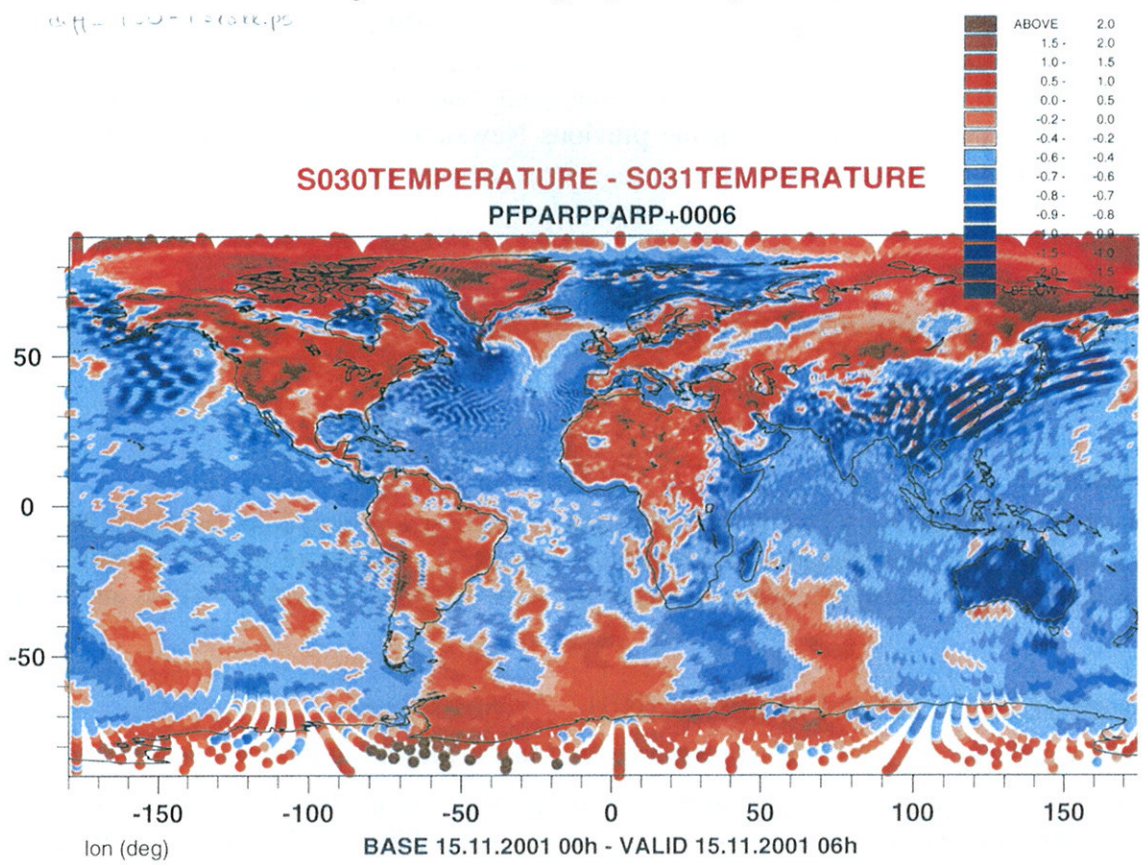 ABOVE 2.0
1.5 - 2.0
1.0 - 1.5
0.5 - 1.0
0.0 - 0.5
-0.2 - 0.0
-0.4 - -0.2
-0.6 - -0.4
-0.7 - -0.6
-0.8 - -0.7
-0.9 - -0.8
S030TEMPERATURE - S031TEMPERATURE
PFPARPPARP+0006
50
0
-50
-150 -100 -50 0 50 100 150
lon (deg)
BASE 15.11.2001 00h - VALID 15.11.2001 06h